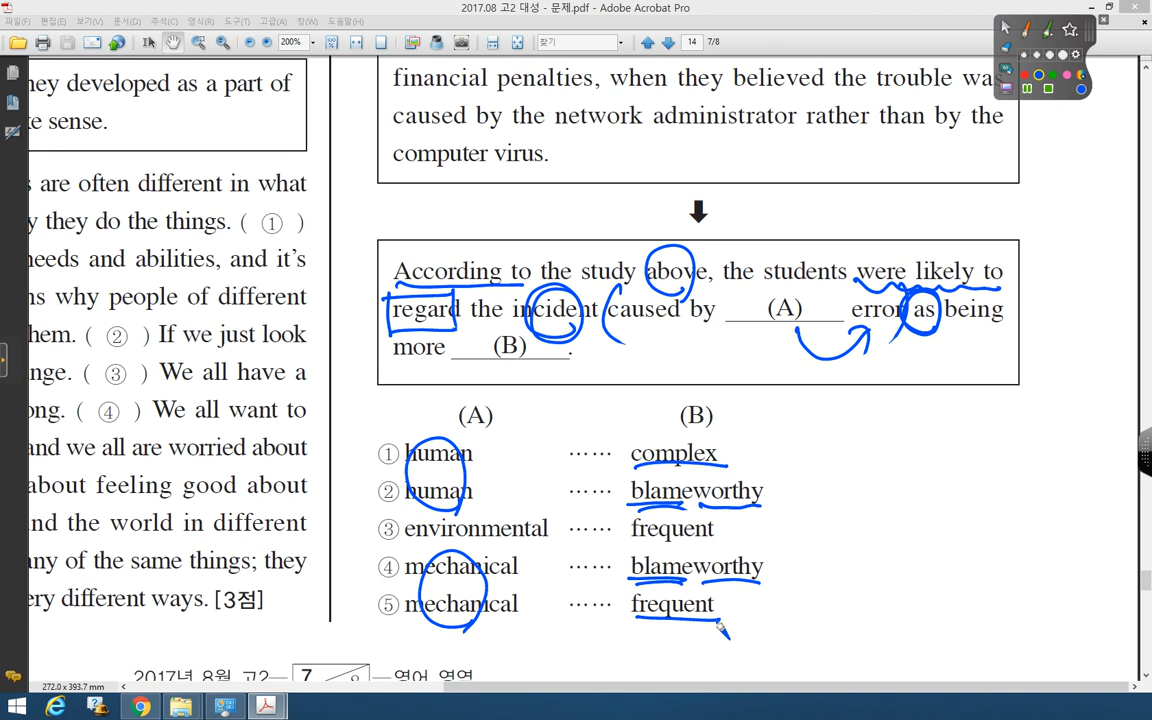 2017.08 고2 대성 - 문제.pdf - Adobe Acrobat Pro
파일(F) 편집(E) 보기(V) 문서(D) 주석(C) 양식(R) 도구(T) 고급(A) 창(W) 도움말(H)
200% 찾기 14 7/8
hey developed as a part of
ke sense.
s are often different in what
y they do the things. ( ① )
needs and abilities, and it's
ns why people of different
hem. ( ② ) If we just look
nge. ( ③ ) We all have a
ong. ( ④ ) We all want to
and we all are worried about
about feeling good about
nd the world in different
any of the same things; they
ery different ways. [3점]
financial penalties, when they believed the trouble was
caused by the network administrator rather than by the
computer virus.
According to the study above, the students were likely to
regard the incident caused by (A) error as being
more (B) .
(A) (B)
① human ⋯⋯ complex
② human ⋯⋯ blameworthy
③ environmental ⋯⋯ frequent
④ mechanical ⋯⋯ blameworthy
⑤ mechanical ⋯⋯ frequent
2017년 8월 고2 7 8 영어 영역
272.0 x 393.7 mm